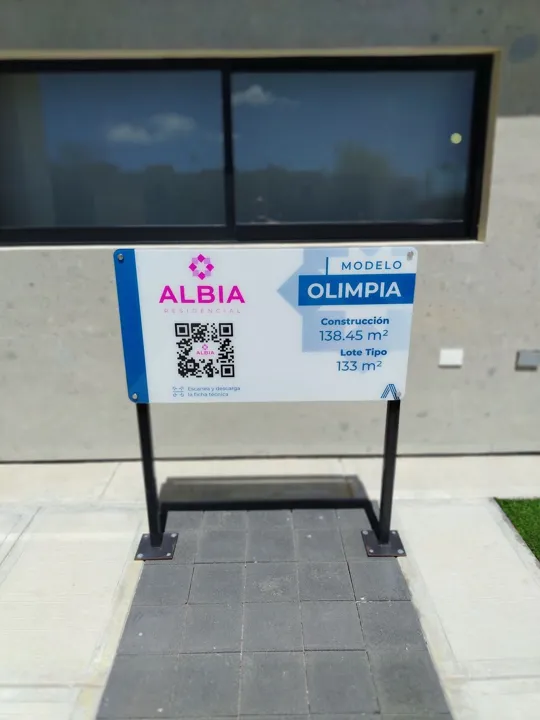 ALBIA
RESIDENCIAL
ALBIA
Escanea y descarga
la ficha técnica
MODELO
OLIMPIA
Construcción
138.45 m²
Lote Tipo
133 m²